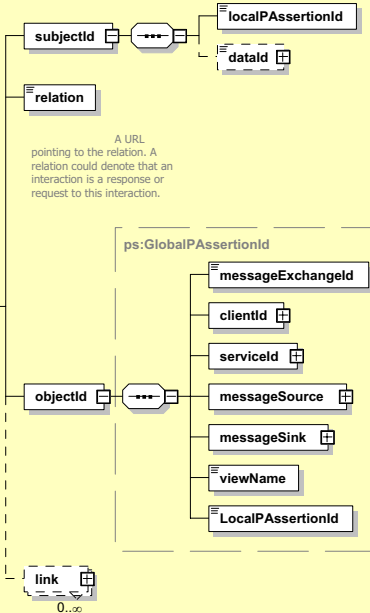 localPAssertionId
subjectId
dataId
relation
A URL
pointing to the relation. A
relation could denote that an
interaction is a response or
request to this interaction.
ps:GlobalPAssertionId
messageExchangeId
clientId
serviceId
objectId
messageSource
messageSink
viewName
LocalPAssertionId
link
0..∞